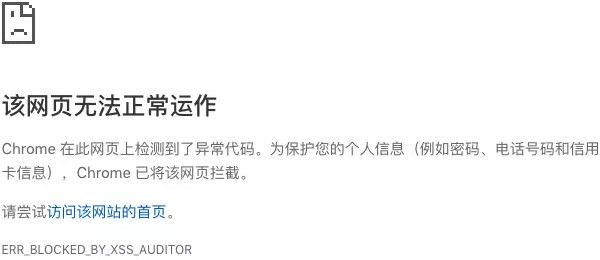 该网页无法正常运作
Chrome 在此网页上检测到了异常代码。为保护您的个人信息（例如密码、电话号码和信用
卡信息），Chrome 已将该网页拦截。
请尝试访问该网站的首页。
ERR_BLOCKED_BY_XSS_AUDITOR